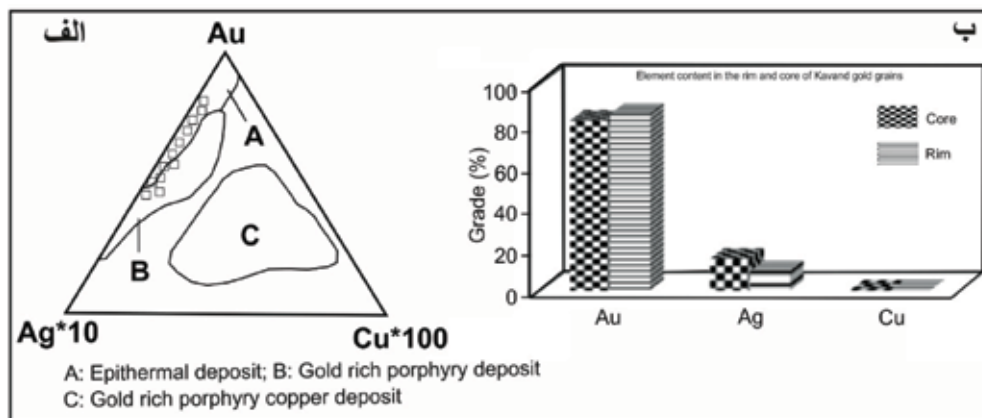 الف
Au
A
B
C
Ag*10
Cu*100
A: Epithermal deposit; B: Gold rich porphyry deposit
C: Gold rich porphyry copper deposit
ب
Element content in the rim and core of Kavand gold grains
Core
Rim
Grade (%)
100
80
60
40
20
0
Au
Ag
Cu